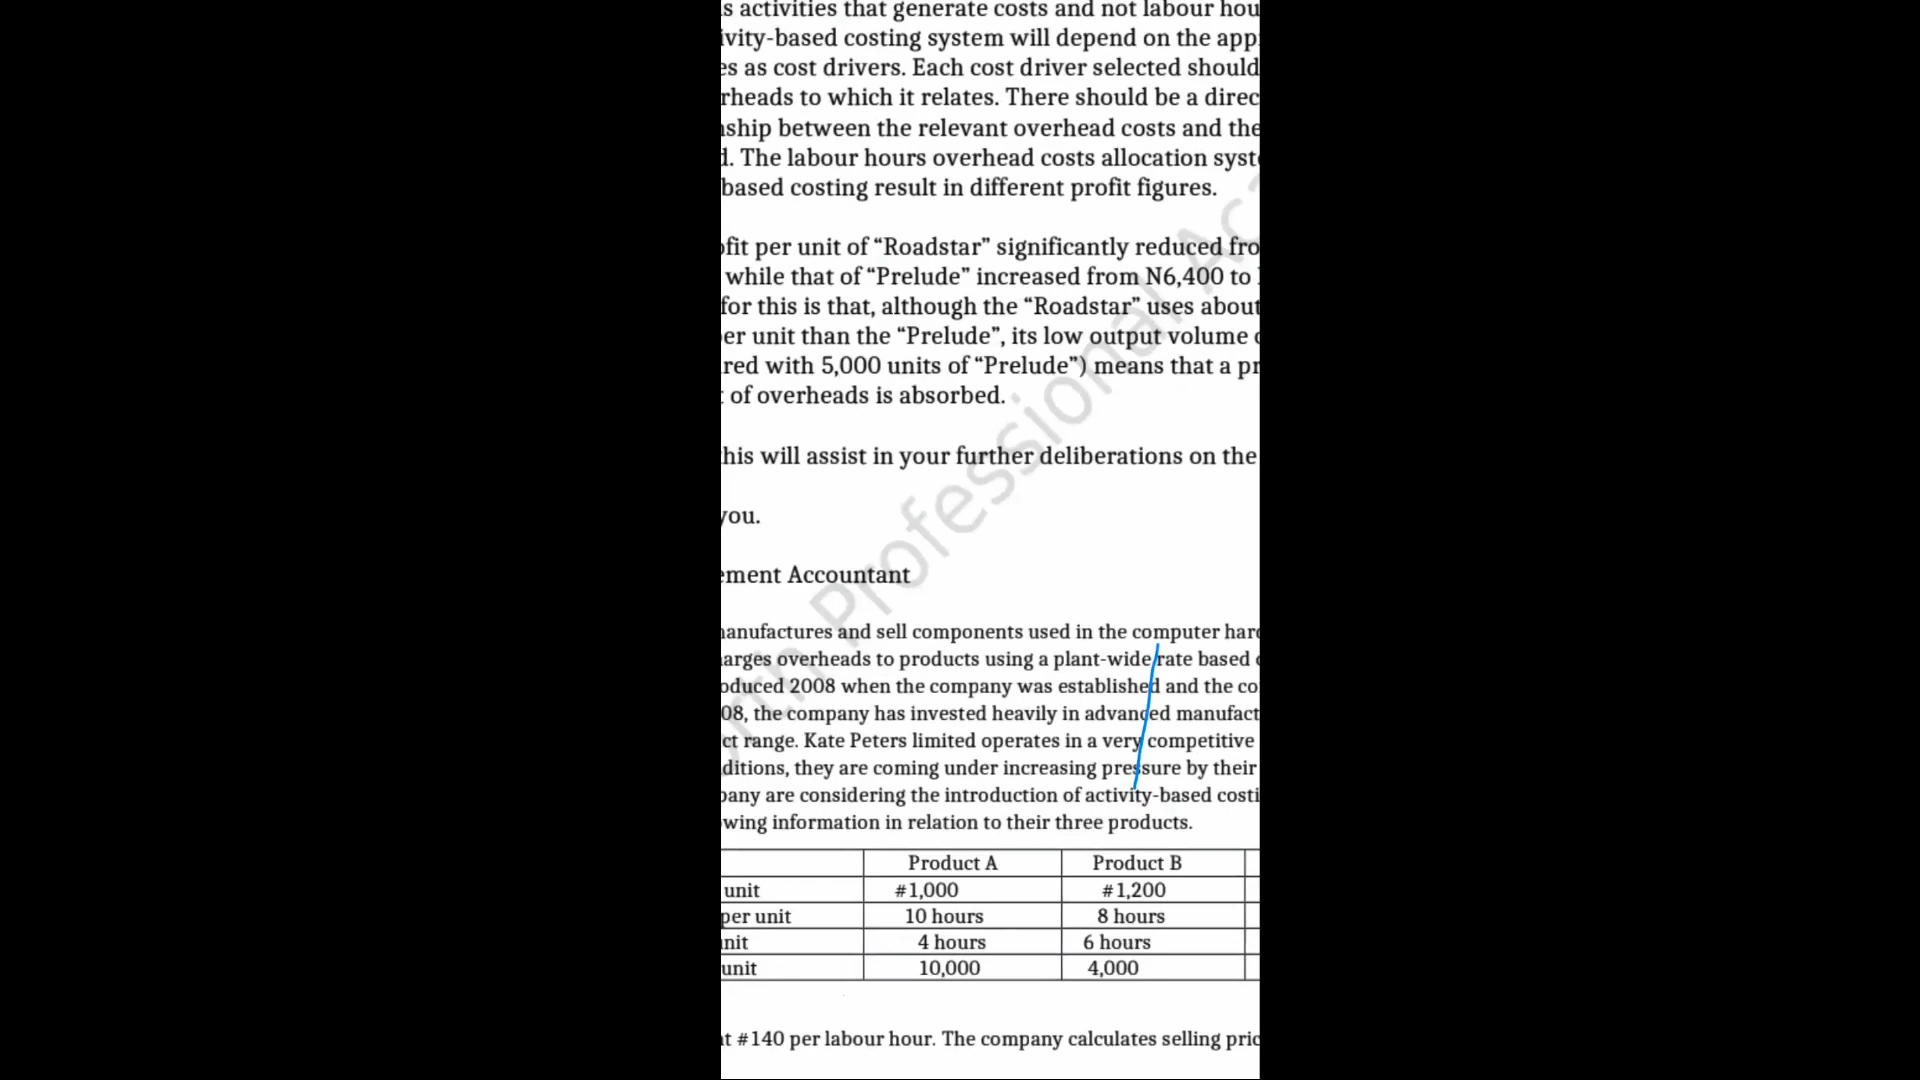 s activities that generate costs and not labour hou
ivity-based costing system will depend on the app
es as cost drivers. Each cost driver selected should
rheads to which it relates. There should be a direc
ship between the relevant overhead costs and the
d. The labour hours overhead costs allocation syst
based costing result in different profit figures.
ofit per unit of “Roadstar” significantly reduced fro
while that of “Prelude” increased from N6,400 to
for this is that, although the “Roadstar” uses about
er unit than the “Prelude”, its low output volume
red with 5,000 units of “Prelude”) means that a pr
of overheads is absorbed.
this will assist in your further deliberations on the
you.
ement Accountant
anufactures and sell components used in the computer hard
arges overheads to products using a plant-wide rate based
oduced 2008 when the company was established and the co
08, the company has invested heavily in advanced manufact
ct range. Kate Peters limited operates in a very competitive
ditions, they are coming under increasing pressure by their
pany are considering the introduction of activity-based costi
wing information in relation to their three products.
Product A Product B
unit #1,000 #1,200
per unit 10 hours 8 hours
nit 4 hours 6 hours
unit 10,000 4,000
t #140 per labour hour. The company calculates selling pric
rth Professional Aca